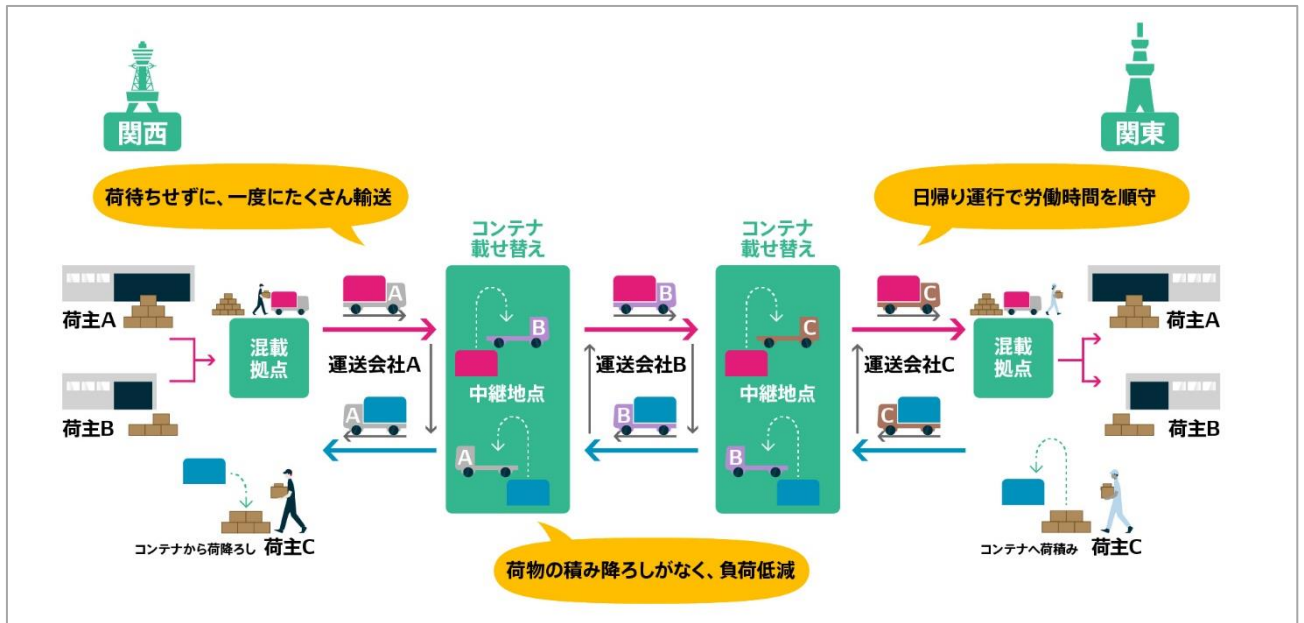 関西
関東
荷待ちせずに、一度にたくさん輸送
日帰り運行で労働時間を順守
コンテナ
載せ替え
コンテナ
載せ替え
荷主A
荷主B
混載
拠点
A
運送会社A
A
B
中継地点
A
B
運送会社B
B
C
中継地点
B
C
運送会社C
C
混載
拠点
荷主A
荷主B
コンテナから荷降ろし 荷主C
コンテナへ荷積み 荷主C
荷物の積み降ろしがなく、負荷低減